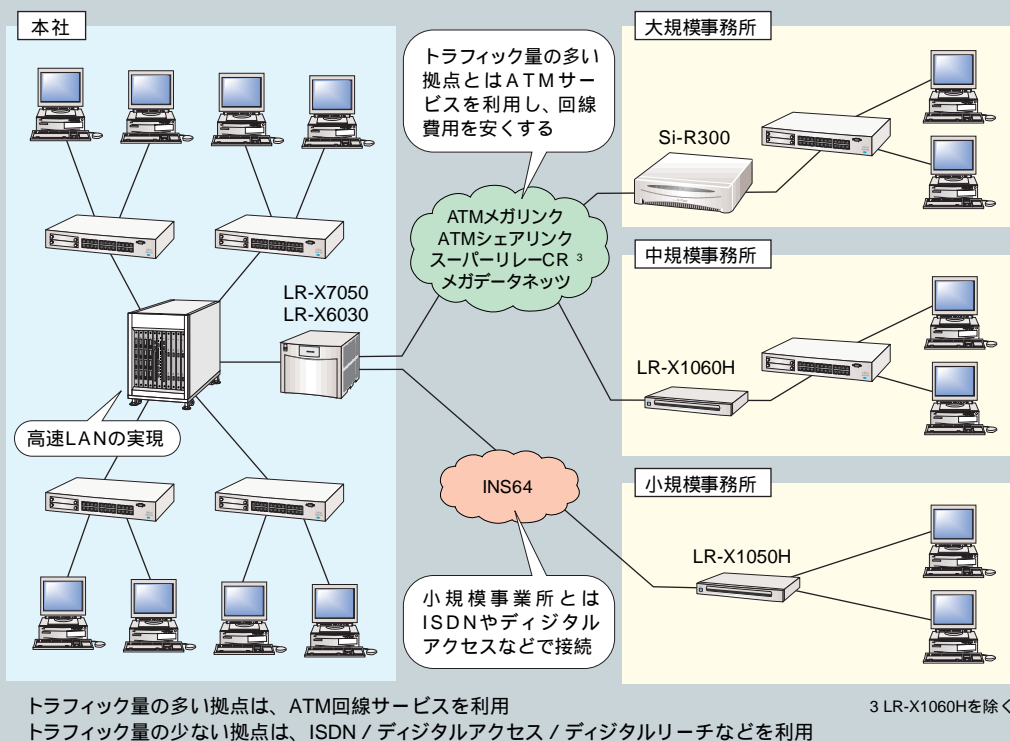 本社
トラフィック量の多い
拠点とはATMサー
ビスを利用し、回線
費用を安くする
大規模事務所
Si-R300
ATMメガリンク
ATMシェアリンク
スーパーリレーCR 3
メガデータネッツ
中規模事務所
LR-X7050
LR-X6030
LR-X1060H
高速LANの実現
INS64
小規模事務所
LR-X1050H
小規模事業所とは
ISDNやディジタル
アクセスなどで接続
トラフィック量の多い拠点は、ATM回線サービスを利用
3 LR-X1060Hを除く
トラフィック量の少ない拠点は、ISDN / ディジタルアクセス / ディジタルリーチなどを利用